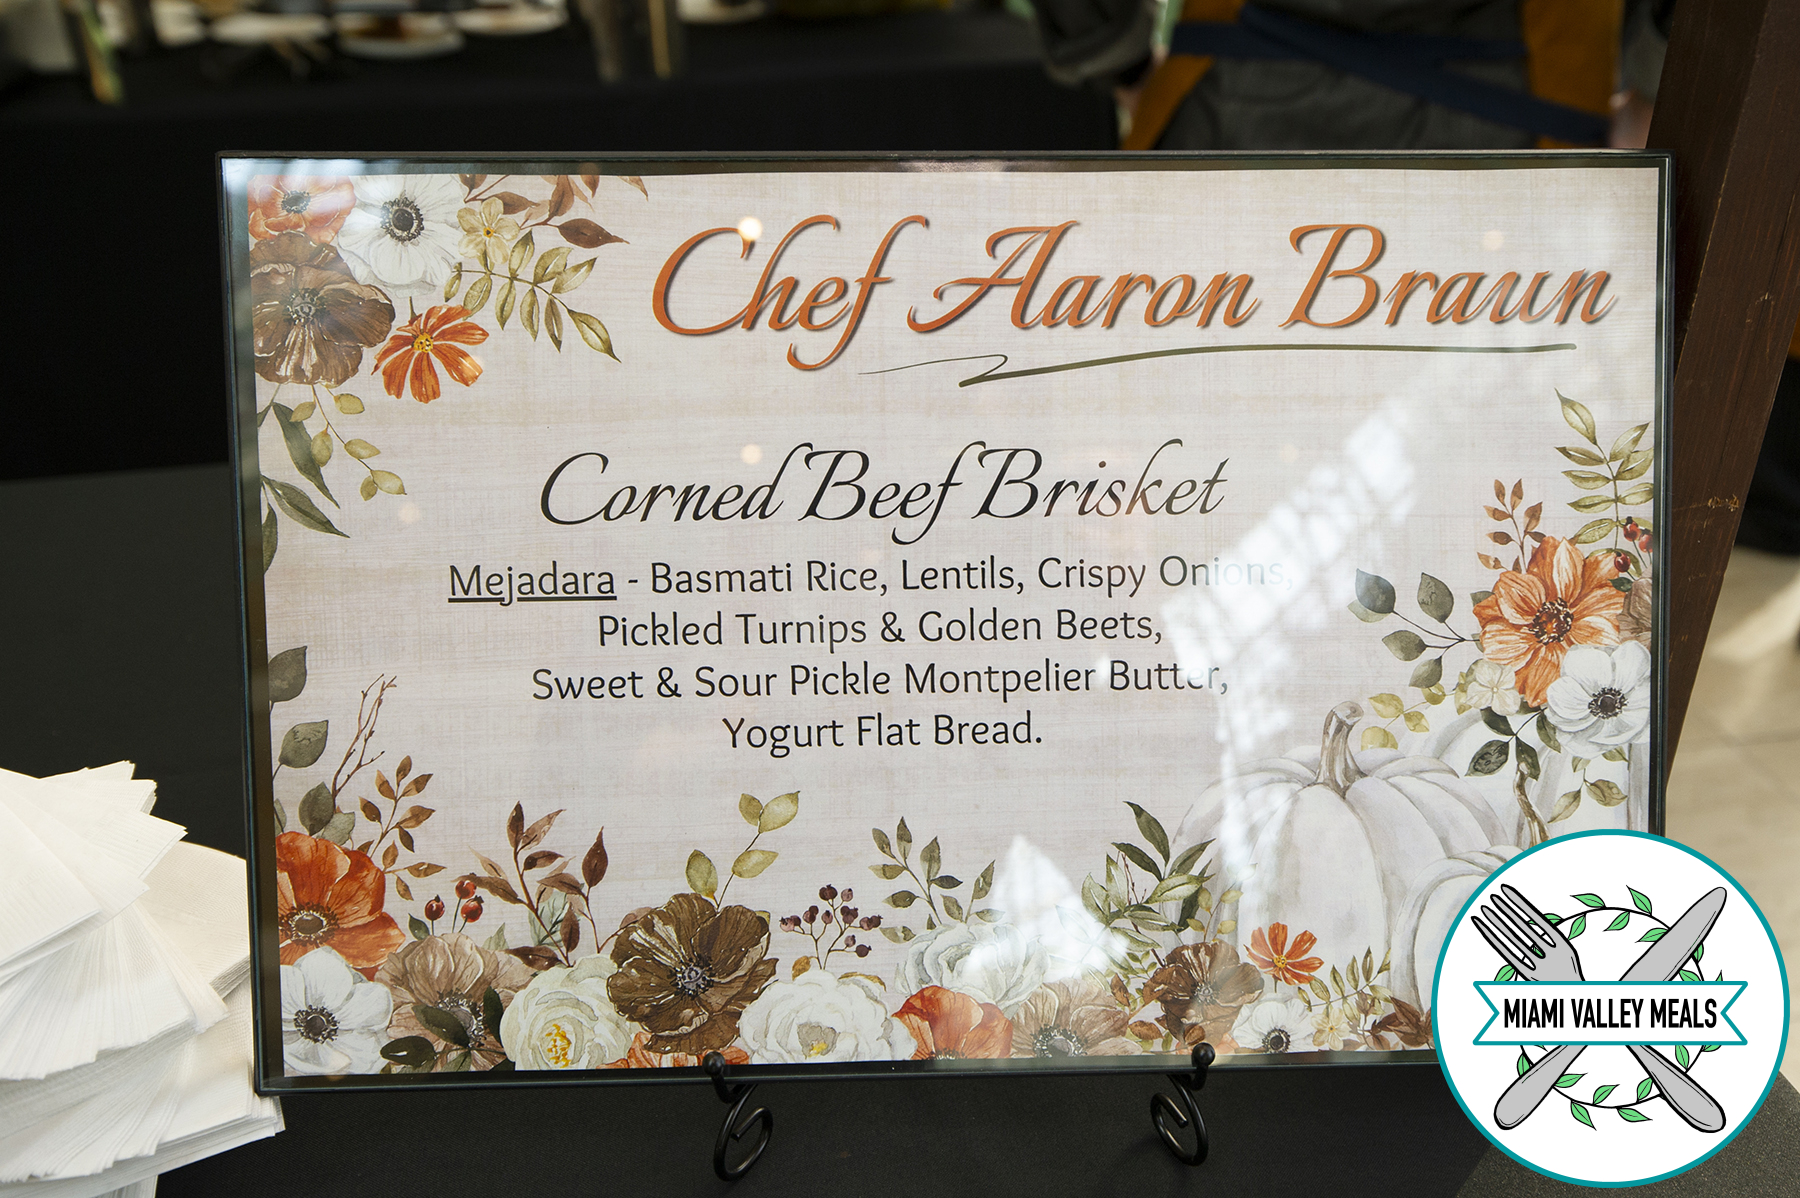 Chef Aaron Braun
Corned Beef Brisket
Mejadara - Basmati Rice, Lentils, Crispy Onions,
Pickled Turnips & Golden Beets,
Sweet & Sour Pickle Montpelier Butter,
Yogurt Flat Bread.
MIAMI VALLEY MEALS